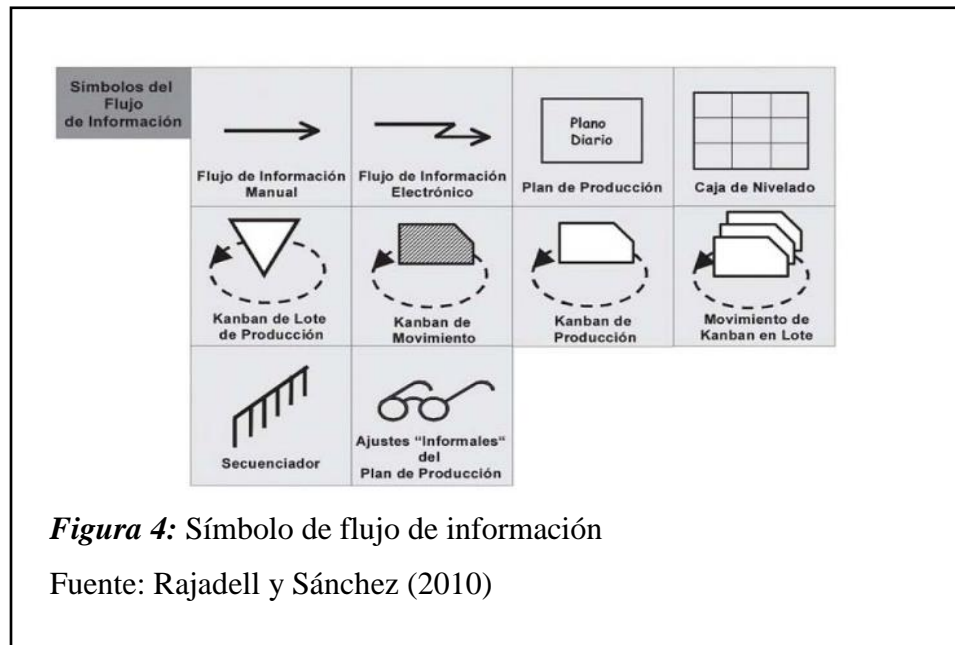 Símbolos del
Flujo
de Información
Flujo de Información
Manual
Flujo de Información
Electrónico
Plano
Diario
Plan de Producción
Caja de Nivelado
Kanban de Lote
de Producción
Kanban de
Movimiento
Kanban de
Producción
Movimiento de
Kanban en Lote
Secuenciador
Ajustes “Informales“
del
Plan de Producción
Figura 4: Símbolo de flujo de información
Fuente: Rajadell y Sánchez (2010)